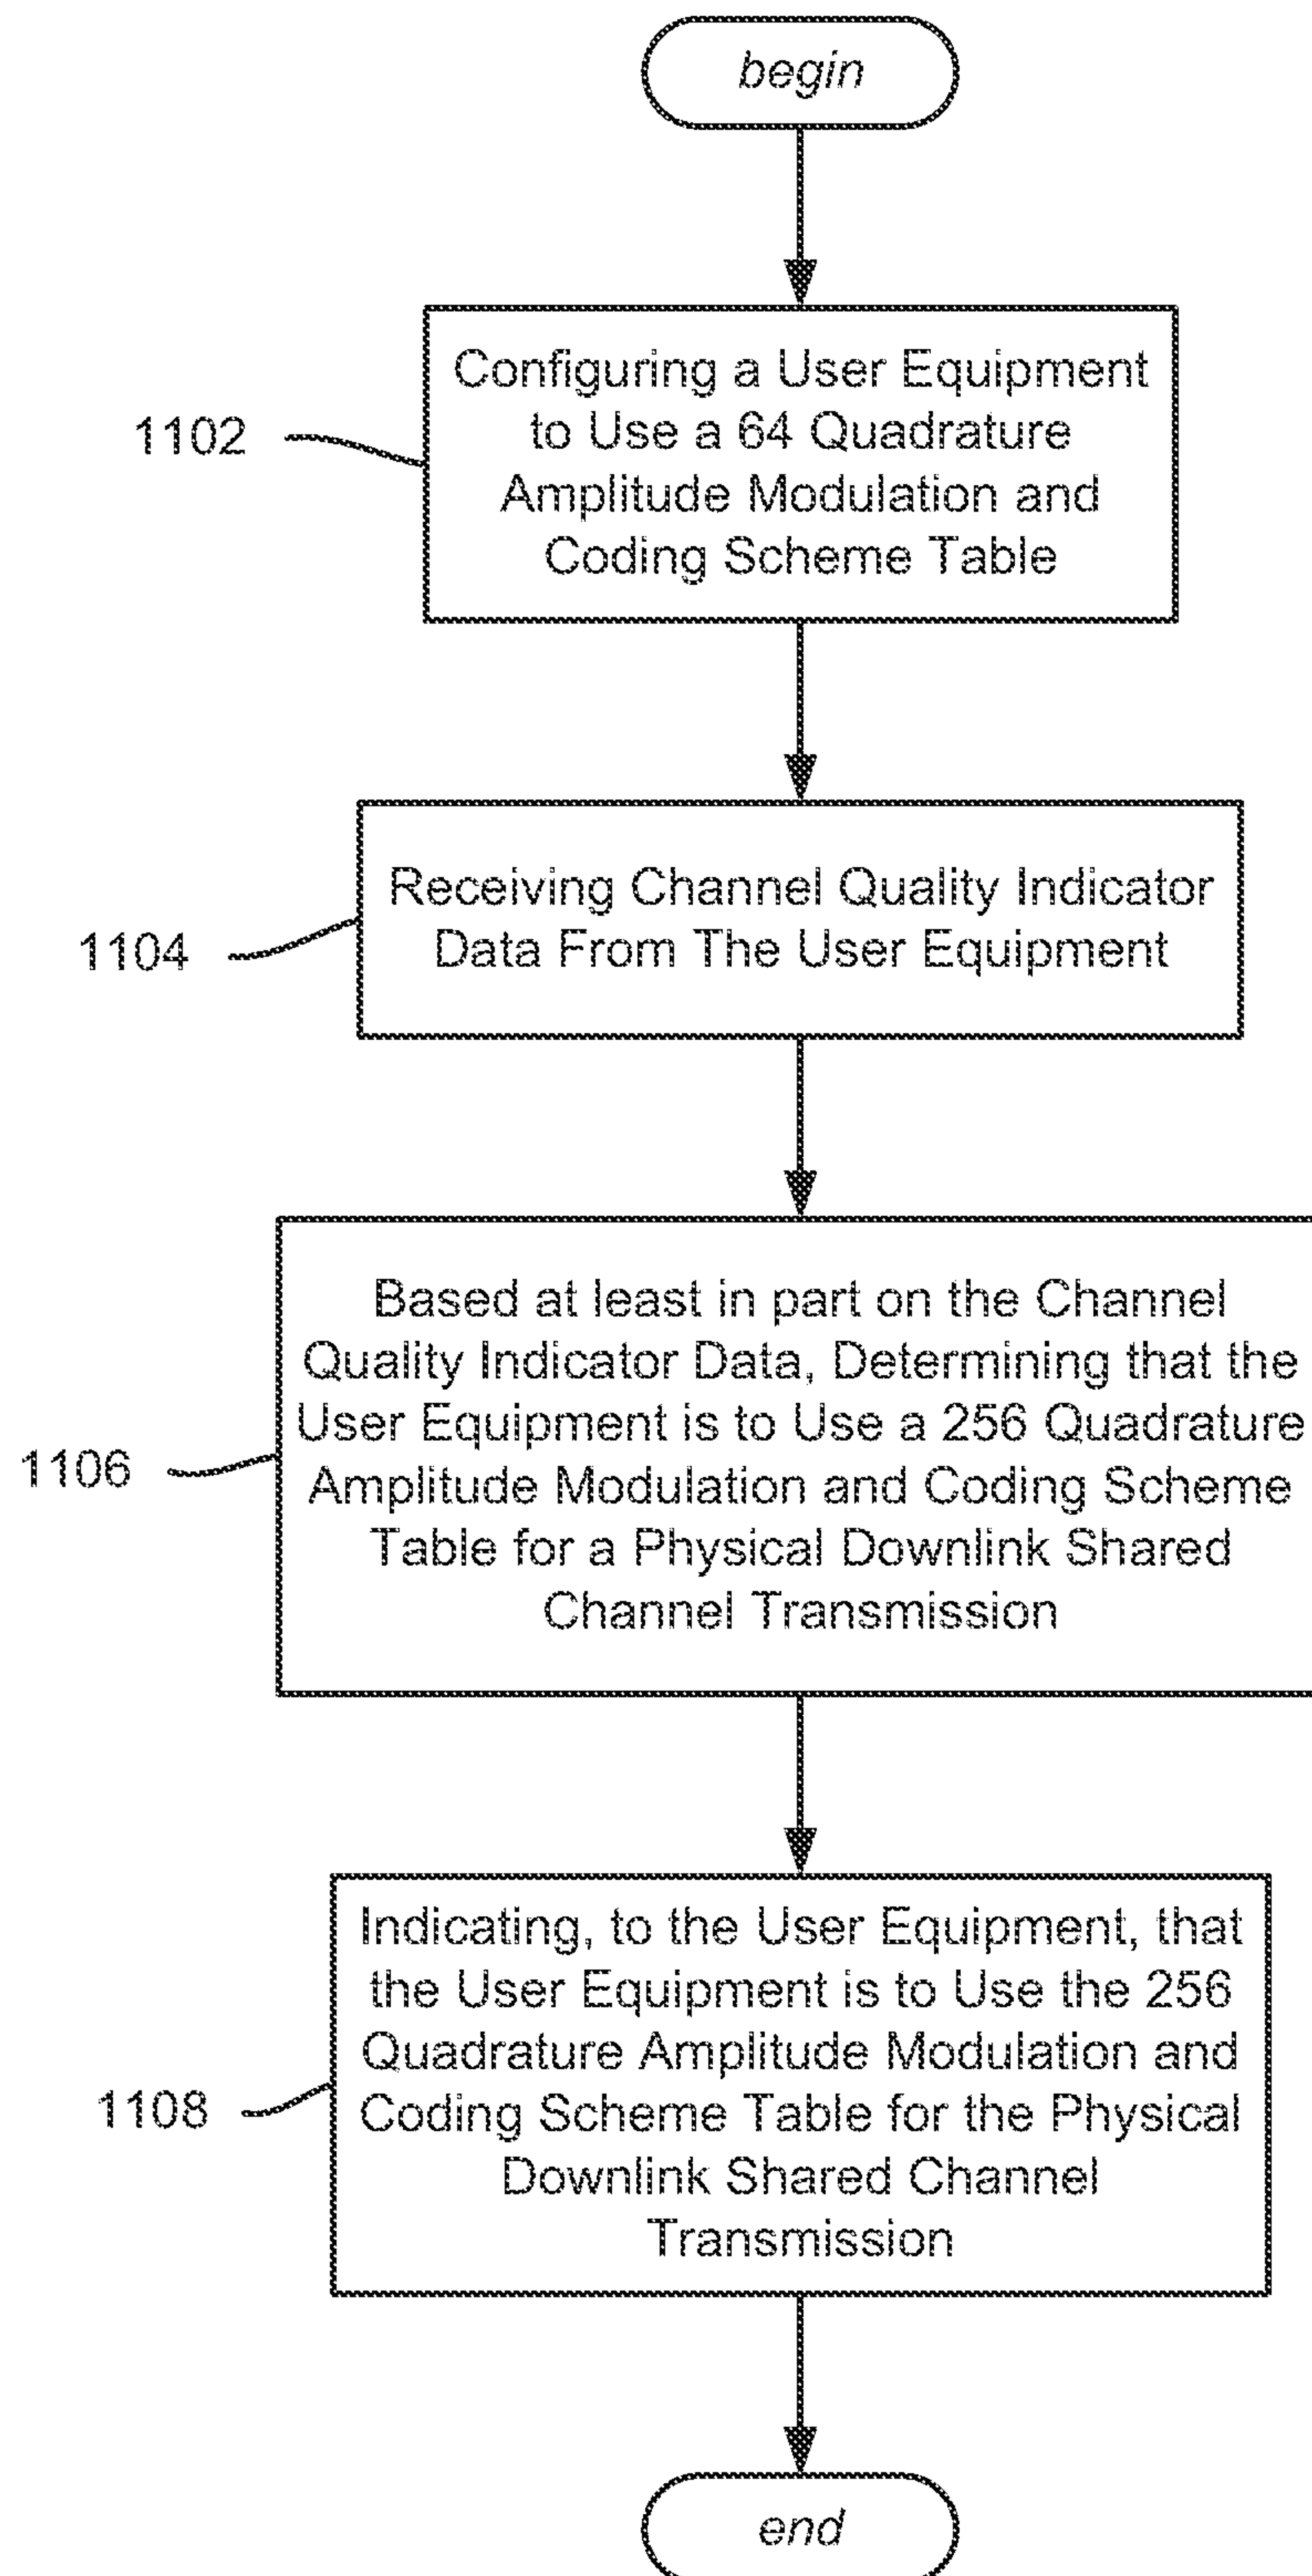 begin
1102
Configuring a User Equipment
to Use a 64 Quadrature
Amplitude Modulation and
Coding Scheme Table
1104
Receiving Channel Quality Indicator
Data From The User Equipment
1106
Based at least in part on the Channel
Quality Indicator Data, Determining that the
User Equipment is to Use a 256 Quadrature
Amplitude Modulation and Coding Scheme
Table for a Physical Downlink Shared
Channel Transmission
1108
Indicating, to the User Equipment, that
the User Equipment is to Use the 256
Quadrature Amplitude Modulation and
Coding Scheme Table for the Physical
Downlink Shared Channel
Transmission
end